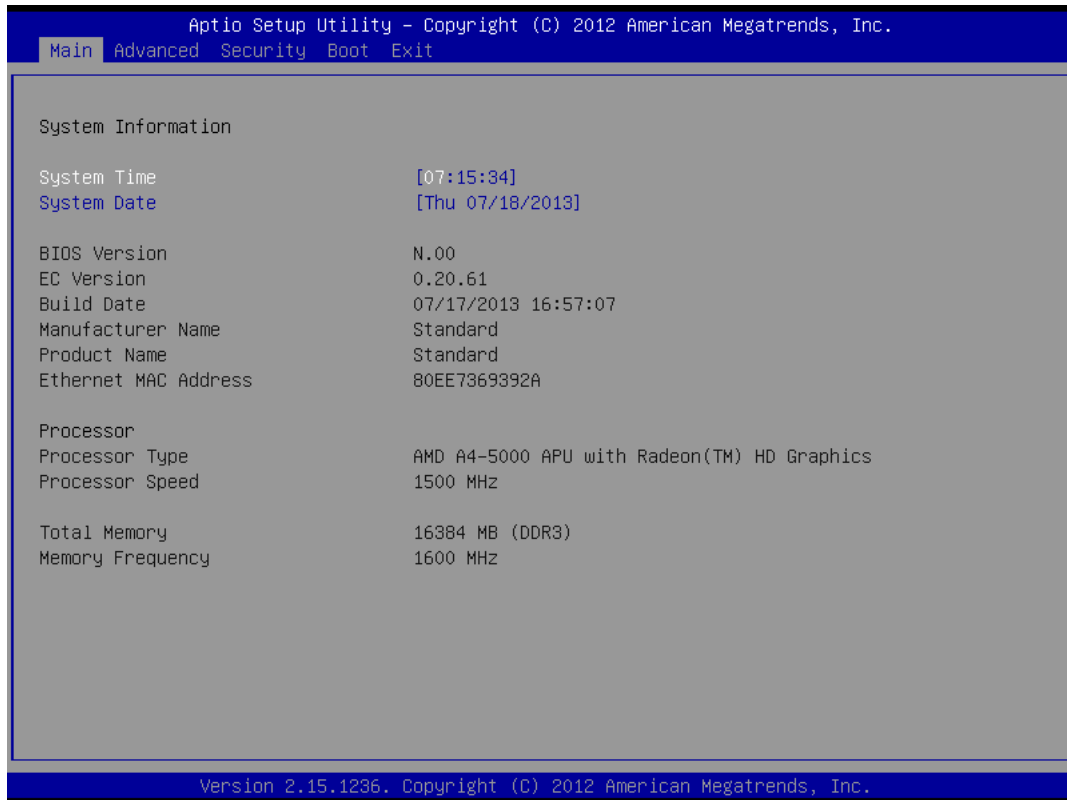 Aptio Setup Utility – Copyright (C) 2012 American Megatrends, Inc.
Main Advanced Security Boot Exit
System Information
System Time [07:15:34]
System Date [Thu 07/18/2013]
BIOS Version N.00
EC Version 0.20.61
Build Date 07/17/2013 16:57:07
Manufacturer Name Standard
Product Name Standard
Ethernet MAC Address 80EE7369392A
Processor
Processor Type AMD A4-5000 APU with Radeon(TM) HD Graphics
Processor Speed 1500 MHz
Total Memory 16384 MB (DDR3)
Memory Frequency 1600 MHz
Version 2.15.1236. Copyright (C) 2012 American Megatrends, Inc.